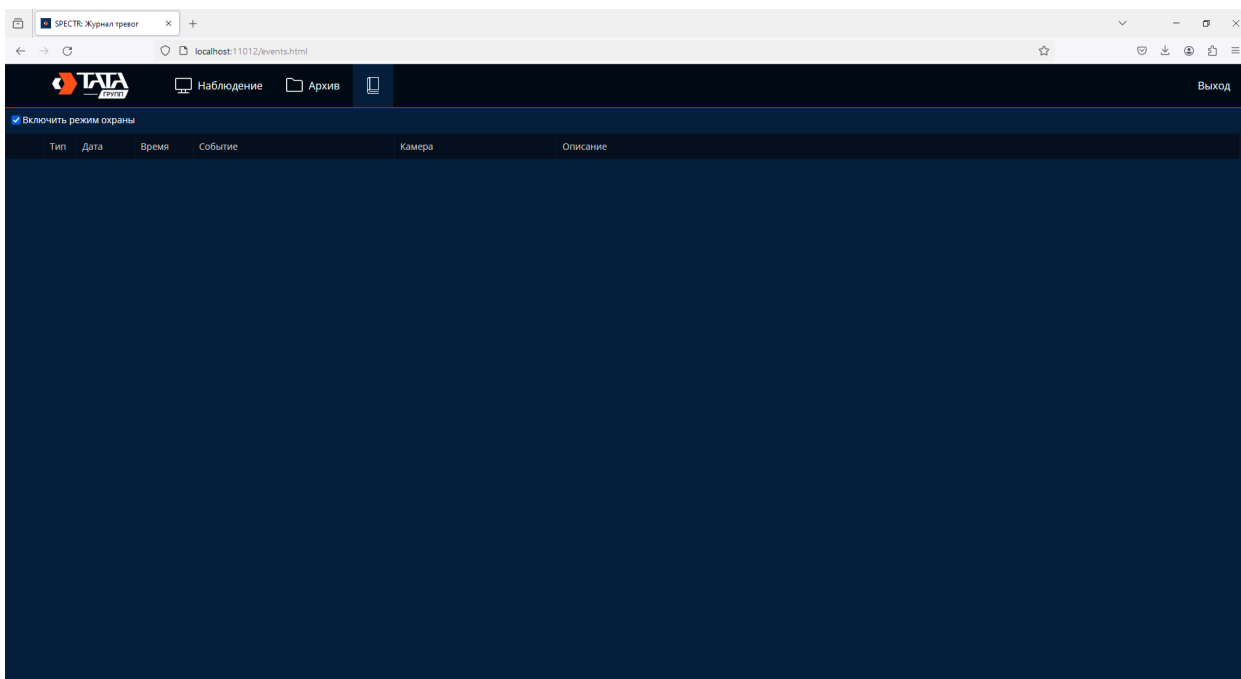 SPECTR: Журнал тревог
localhost:11012/events.html
ТАТА ГРУПП Наблюдение Архив Выход
Включить режим охраны
Тип Дата Время Событие Камера Описание